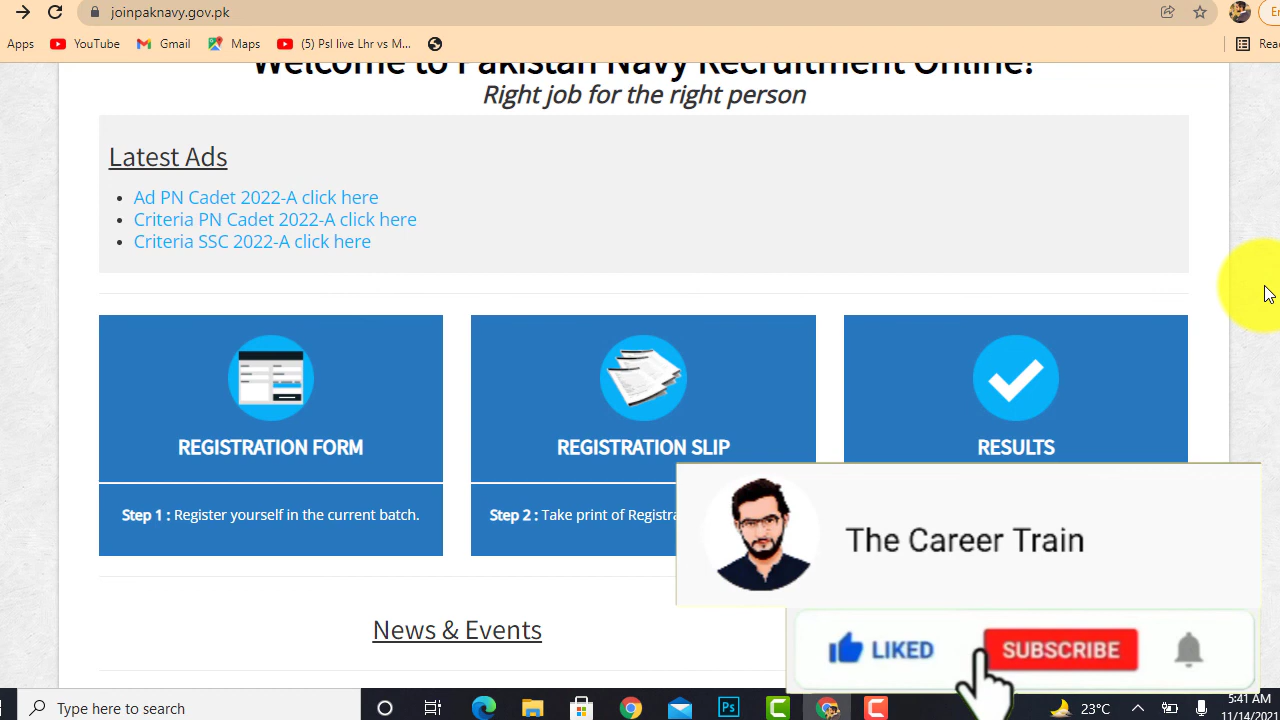 joinpaknavy.gov.pk
Apps YouTube Gmail Maps (5) Psl live Lhr vs M...
Welcome to Pakistan Navy Recruitment Online!
Right job for the right person
Latest Ads
Ad PN Cadet 2022-A click here
Criteria PN Cadet 2022-A click here
Criteria SSC 2022-A click here
REGISTRATION FORM
REGISTRATION SLIP
RESULTS
Step 1 : Register yourself in the current batch.
Step 2 : Take print of Registra
The Career Train
News & Events
LIKED
SUBSCRIBE
Type here to search
Ps
23°C
5:41 AM